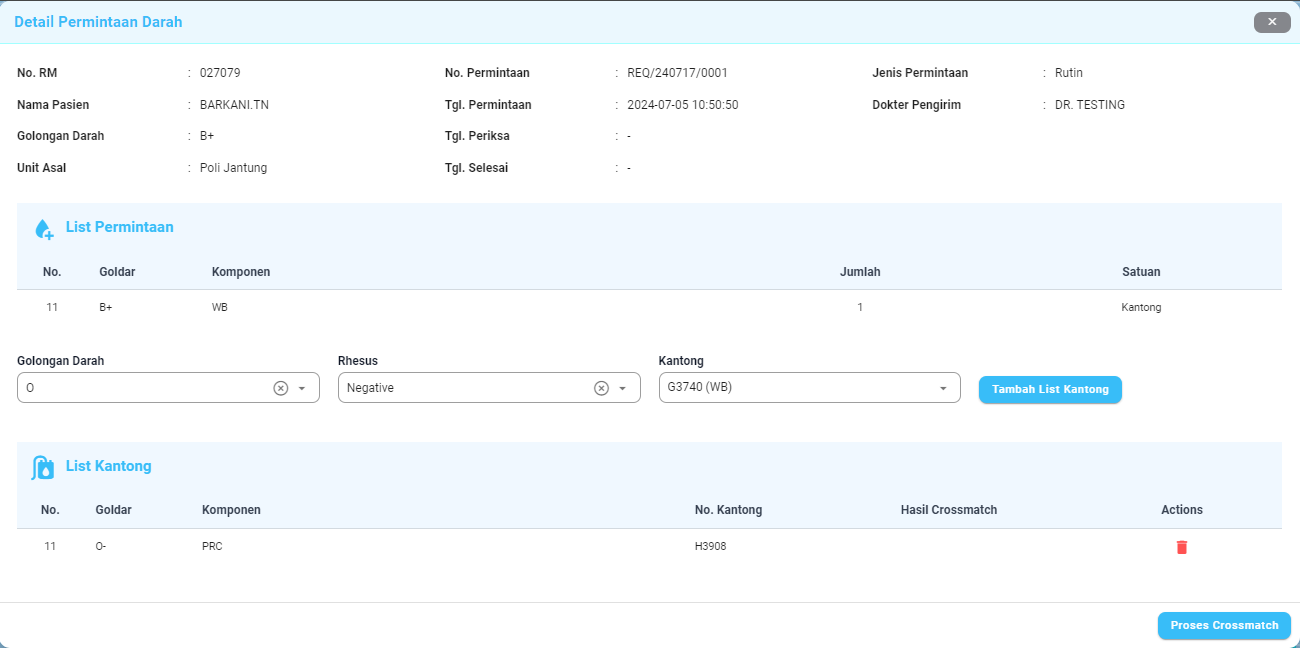 Detail Permintaan Darah
No. RM : 027079 No. Permintaan : REQ/240717/0001 Jenis Permintaan : Rutin
Nama Pasien : BARKANI.TN Tgl. Permintaan : 2024-07-05 10:50:50 Dokter Pengirim : DR. TESTING
Golongan Darah : B+ Tgl. Periksa : -
Unit Asal : Poli Jantung Tgl. Selesai : -
List Permintaan
No. Goldar Komponen Jumlah Satuan
11 B+ WB 1 Kantong
Golongan Darah Rhesus Kantong
O Negative G3740 (WB) Tambah List Kantong
List Kantong
No. Goldar Komponen No. Kantong Hasil Crossmatch Actions
11 O- PRC H3908
Proses Crossmatch